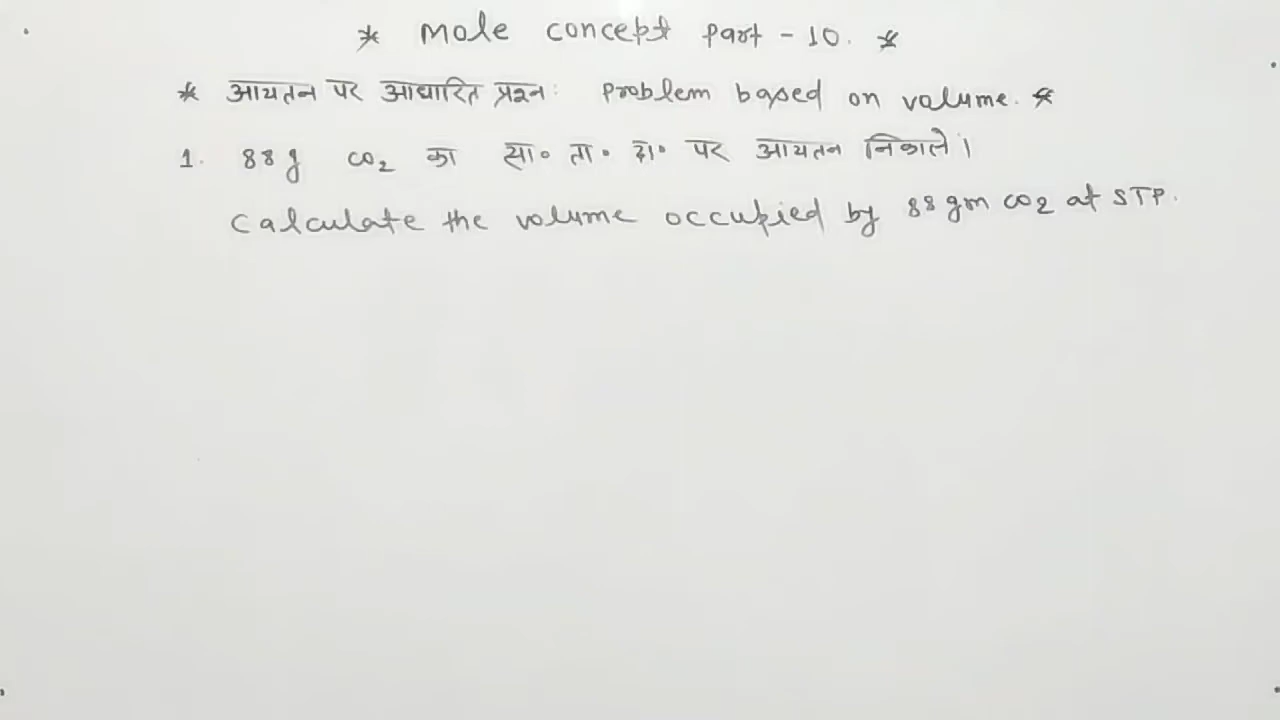 * Mole concept part - 10. *
* आयतन पर आधारित प्रश्न: Problem based on volume. *
1. 88g CO₂ का सा० ता० दा० पर आयतन निकाले।
Calculate the volume occupied by 88 gm CO₂ at STP.